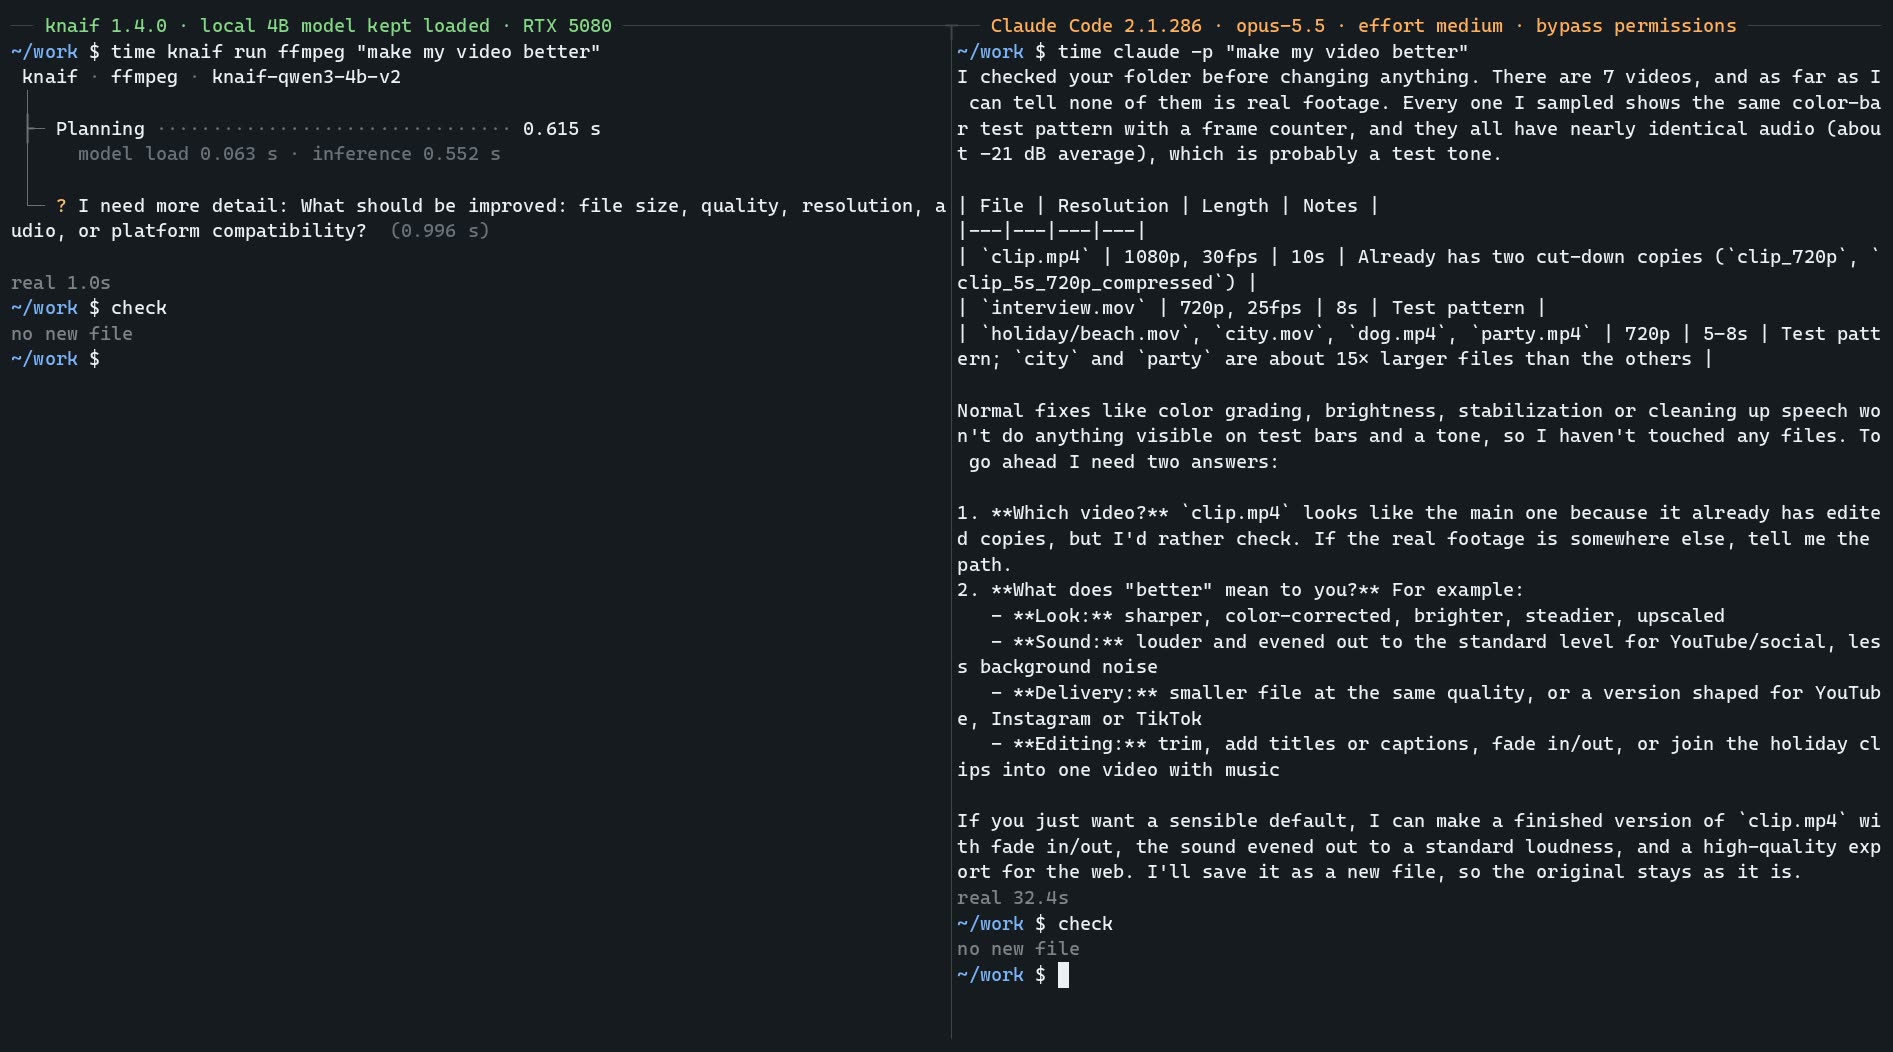 knaif 1.4.0 · local 4B model kept loaded · RTX 5080
~/work $ time knaif run ffmpeg "make my video better"
knaif · ffmpeg · knaif-qwen3-4b-v2
Planning ································ 0.615 s
model load 0.063 s · inference 0.552 s
? I need more detail: What should be improved: file size, quality, resolution, a
udio, or platform compatibility?  (0.996 s)
real 1.0s
~/work $ check
no new file
~/work $
Claude Code 2.1.286 · opus-5.5 · effort medium · bypass permissions
~/work $ time claude -p "make my video better"
I checked your folder before changing anything. There are 7 videos, and as far as I
can tell none of them is real footage. Every one I sampled shows the same color-ba
r test pattern with a frame counter, and they all have nearly identical audio (abou
t -21 dB average), which is probably a test tone.
| File | Resolution | Length | Notes |
|---|---|---|---|
| `clip.mp4` | 1080p, 30fps | 10s | Already has two cut-down copies (`clip_720p`, `
clip_5s_720p_compressed`) |
| `interview.mov` | 720p, 25fps | 8s | Test pattern |
| `holiday/beach.mov`, `city.mov`, `dog.mp4`, `party.mp4` | 720p | 5-8s | Test patt
ern; `city` and `party` are about 15× larger files than the others |
Normal fixes like color grading, brightness, stabilization or cleaning up speech wo
n't do anything visible on test bars and a tone, so I haven't touched any files. To
go ahead I need two answers:
1. **Which video?** `clip.mp4` looks like the main one because it already has edite
d copies, but I'd rather check. If the real footage is somewhere else, tell me the
path.
2. **What does "better" mean to you?** For example:
- **Look:** sharper, color-corrected, brighter, steadier, upscaled
- **Sound:** louder and evened out to the standard level for YouTube/social, les
s background noise
- **Delivery:** smaller file at the same quality, or a version shaped for YouTub
e, Instagram or TikTok
- **Editing:** trim, add titles or captions, fade in/out, or join the holiday cl
ips into one video with music
If you just want a sensible default, I can make a finished version of `clip.mp4` wi
th fade in/out, the sound evened out to a standard loudness, and a high-quality exp
ort for the web. I'll save it as a new file, so the original stays as it is.
real 32.4s
~/work $ check
no new file
~/work $